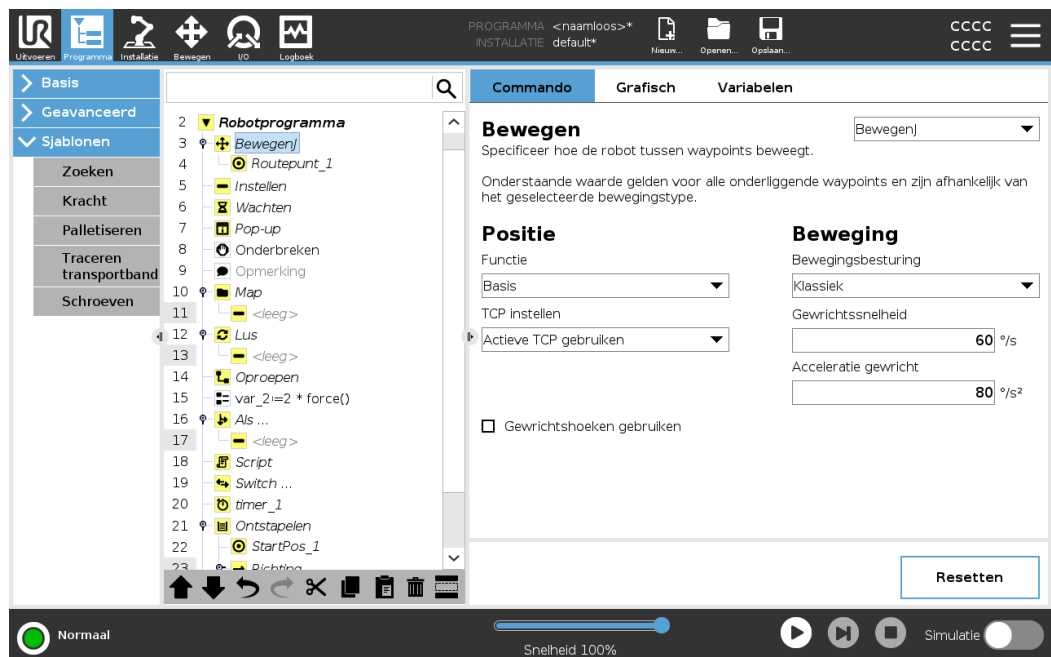 PROGRAMMA <naamloos>*
INSTALLATIE default*
UR
Uitvoeren
Programma
Installatie
Bewegen
I/O
Logboek
Nieuw...
Openen...
Opslaan...
cccc
cccc
Basis
Geavanceerd
Sjablonen
Zoeken
Kracht
Palletiseren
Traceren
transportband
Schroeven
2 Robotprogramma
3 BewegenJ
4 Routepunt_1
5 Instellen
6 Wachten
7 Pop-up
8 Onderbreken
9 Opmerking
10 Map
11 <leeg>
12 Lus
13 <leeg>
14 Oproepen
15 var_2:=2 * force()
16 Als ...
17 <leeg>
18 Script
19 Switch ...
20 timer_1
21 Ontstapelen
22 StartPos_1
23 Richting
Commando
Grafisch
Variabelen
Bewegen
BewegenJ
Specificeer hoe de robot tussen waypoints beweegt.
Onderstaande waarde gelden voor alle onderliggende waypoints en zijn afhankelijk van
het geselecteerde bewegingstype.
Positie
Functie
Basis
TCP instellen
Actieve TCP gebruiken
Gewrichtshoeken gebruiken
Beweging
Bewegingsbesturing
Klassiek
Gewrichtssnelheid
60 °/s
Acceleratie gewricht
80 °/s²
Resetten
Normaal
Snelheid 100%
Simulatie